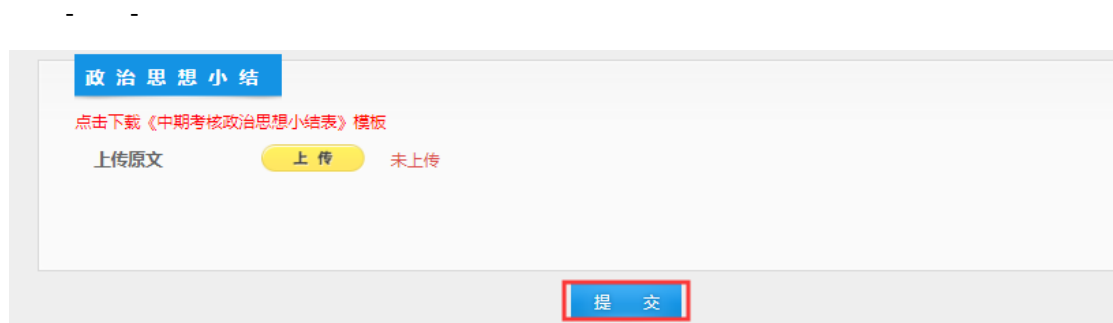 - -
政治思想小结
点击下载《中期考核政治思想小结表》模板
上传原文 上传 未上传
提 交